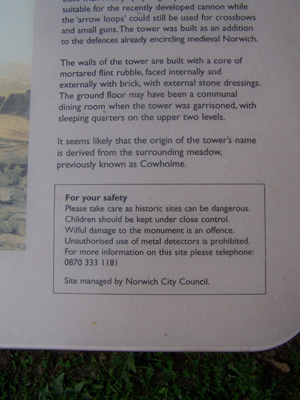 suitable for the recently developed cannon while
the 'arrow loops' could still be used for crossbows
and small guns. The tower was built as an addition
to the defences already encircling medieval Norwich.
The walls of the tower are built with a core of
mortared flint rubble, faced internally and
externally with brick, with external stone dressings.
The ground floor may have been a communal
dining room when the tower was garrisoned, with
sleeping quarters on the upper two levels.
It seems likely that the origin of the tower's name
is derived from the surrounding meadow,
previously known as Cowholme.
For your safety
Please take care as historic sites can be dangerous.
Children should be kept under close control.
Wilful damage to the monument is an offence.
Unauthorised use of metal detectors is prohibited.
For more information on this site please telephone:
0870 333 1181
Site managed by Norwich City Council.